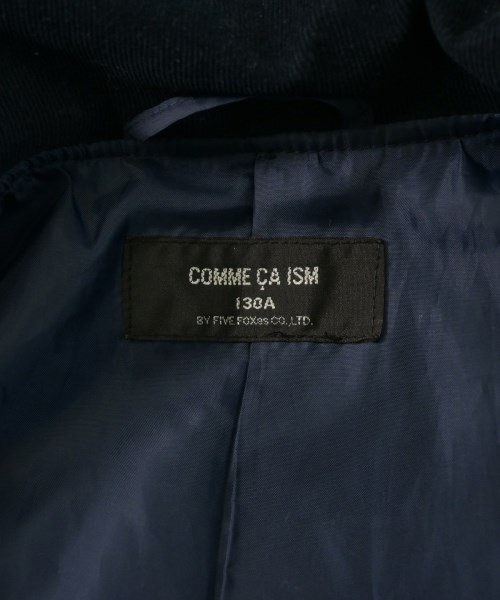 COMME ÇA ISM
130A
BY FIVE FOXes CO.,LTD.